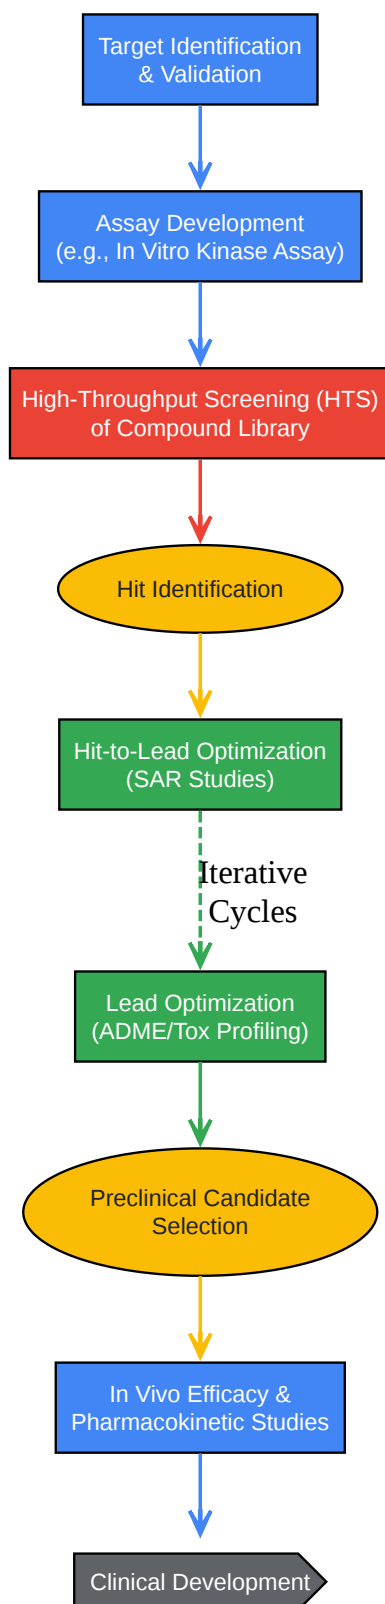 Target Identification
& Validation
Assay Development
(e.g., In Vitro Kinase Assay)
High-Throughput Screening (HTS)
of Compound Library
Hit Identification
Hit-to-Lead Optimization
(SAR Studies)
Iterative
Cycles
Lead Optimization
(ADME/Tox Profiling)
Preclinical Candidate
Selection
In Vivo Efficacy &
Pharmacokinetic Studies
Clinical Development